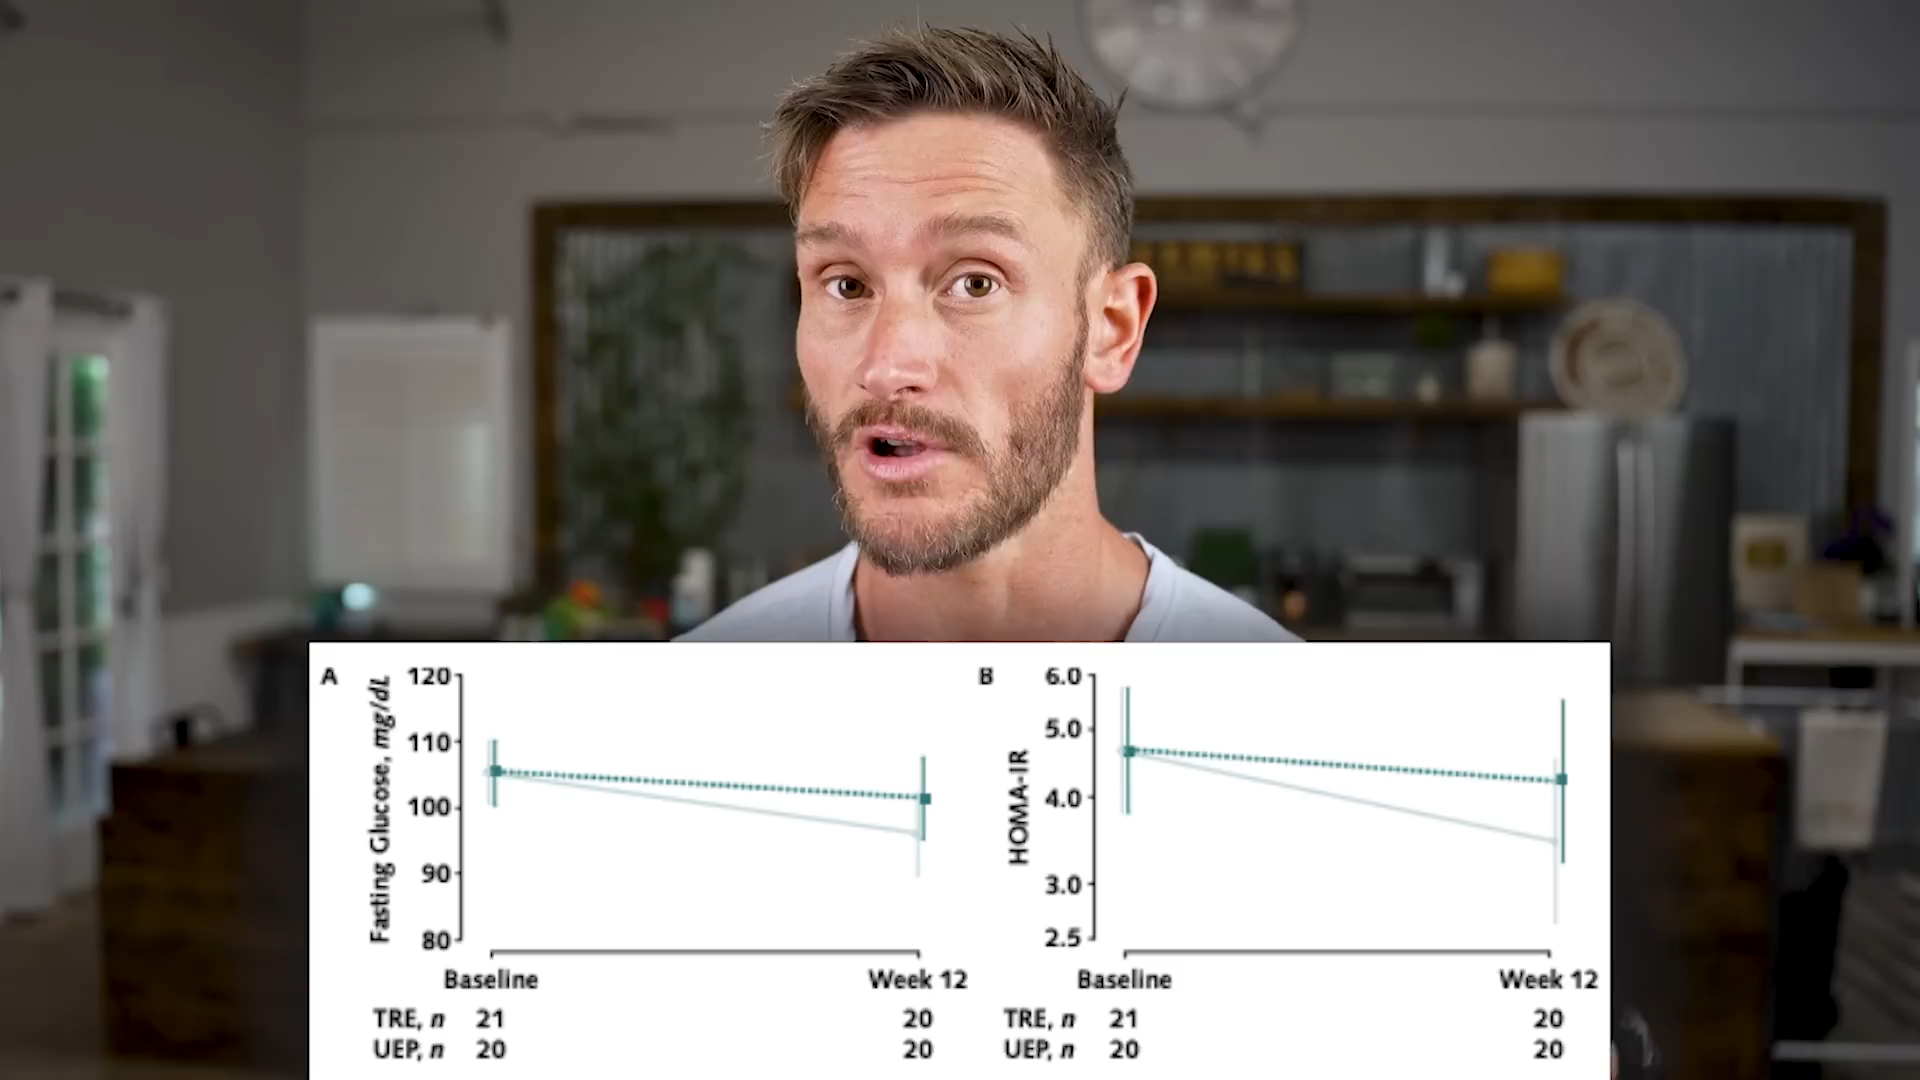 A
Fasting Glucose, mg/dL
120
110
100
90
80
Baseline Week 12
TRE, n 21 20
UEP, n 20 20
B
HOMA-IR
6.0
5.0
4.0
3.0
2.5
Baseline Week 12
TRE, n 21 20
UEP, n 20 20